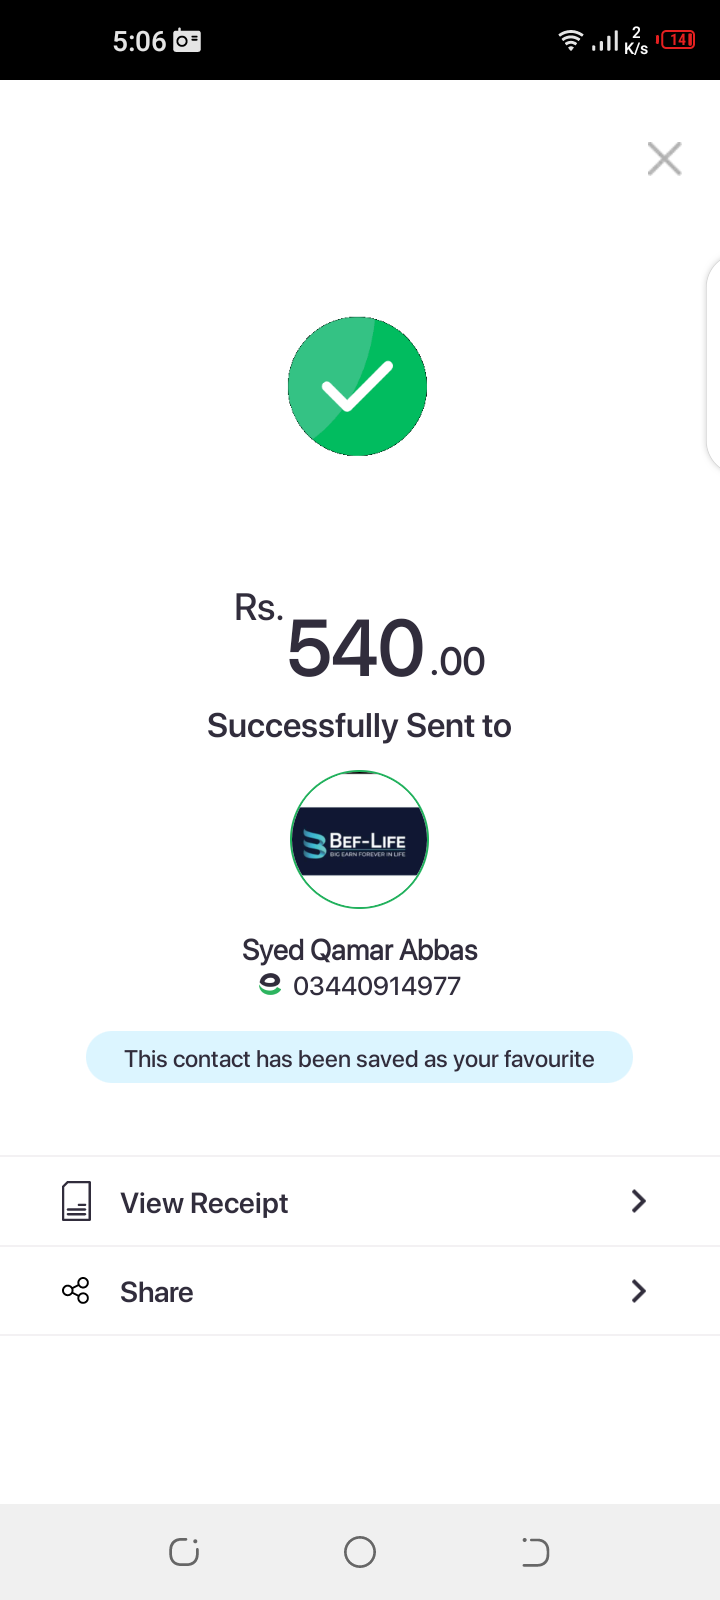 5:06
2
K/s
14
Rs. 540.00
Successfully Sent to
BEF-LIFE
BIG EARN FOREVER IN LIFE
Syed Qamar Abbas
03440914977
This contact has been saved as your favourite
View Receipt
Share